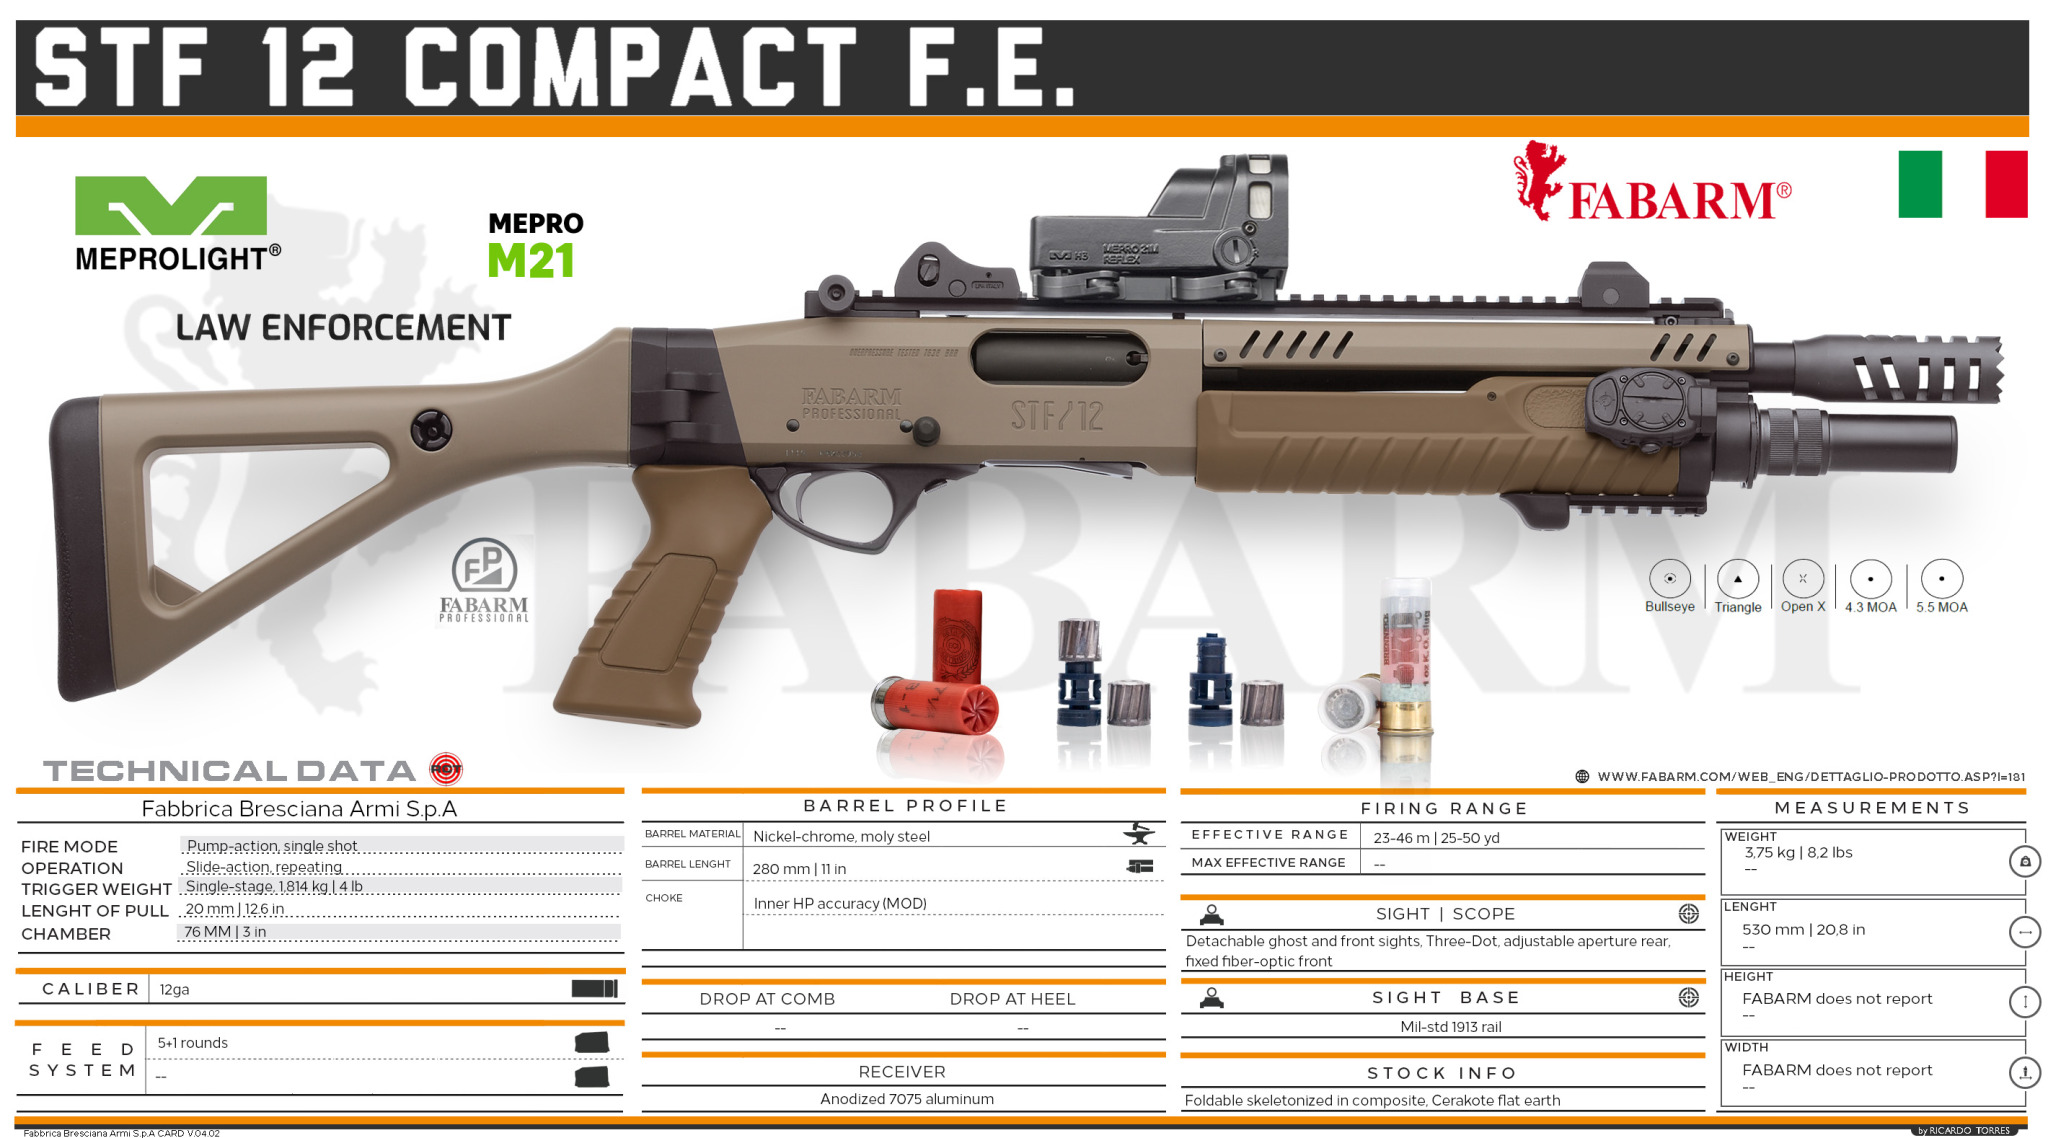 STF 12 COMPACT F.E.
MEPROLIGHT®
MEPRO
M21
FABARM®
LAW ENFORCEMENT
MEPRO 21M
REFLEX
FABARM
PROFESSIONAL
STF/12
FP
FABARM
PROFESSIONAL
Bullseye
Triangle
Open X
4.3 MOA
5.5 MOA
TECHNICAL DATA
WWW.FABARM.COM/WEB_ENG/DETTAGLIO-PRODOTTO.ASP?I=181
Fabbrica Bresciana Armi S.p.A
FIRE MODE Pump-action, single shot
OPERATION Slide-action, repeating
TRIGGER WEIGHT Single-stage, 1,814 kg | 4 lb
LENGHT OF PULL 20 mm | 12.6 in
CHAMBER 76 MM | 3 in
CALIBER 12ga
FEED SYSTEM
5+1 rounds
--
BARREL PROFILE
BARREL MATERIAL Nickel-chrome, moly steel
BARREL LENGHT 280 mm | 11 in
CHOKE Inner HP accuracy (MOD)
DROP AT COMB DROP AT HEEL
-- --
RECEIVER
Anodized 7075 aluminum
FIRING RANGE
EFFECTIVE RANGE 23-46 m | 25-50 yd
MAX EFFECTIVE RANGE --
SIGHT | SCOPE
Detachable ghost and front sights, Three-Dot, adjustable aperture rear,
fixed fiber-optic front
SIGHT BASE
Mil-std 1913 rail
STOCK INFO
Foldable skeletonized in composite, Cerakote flat earth
MEASUREMENTS
WEIGHT
3,75 kg | 8,2 lbs
--
LENGHT
530 mm | 20,8 in
--
HEIGHT
FABARM does not report
--
WIDTH
FABARM does not report
--
Fabbrica Bresciana Armi S.p.A CARD V.04.02
by RICARDO TORRES